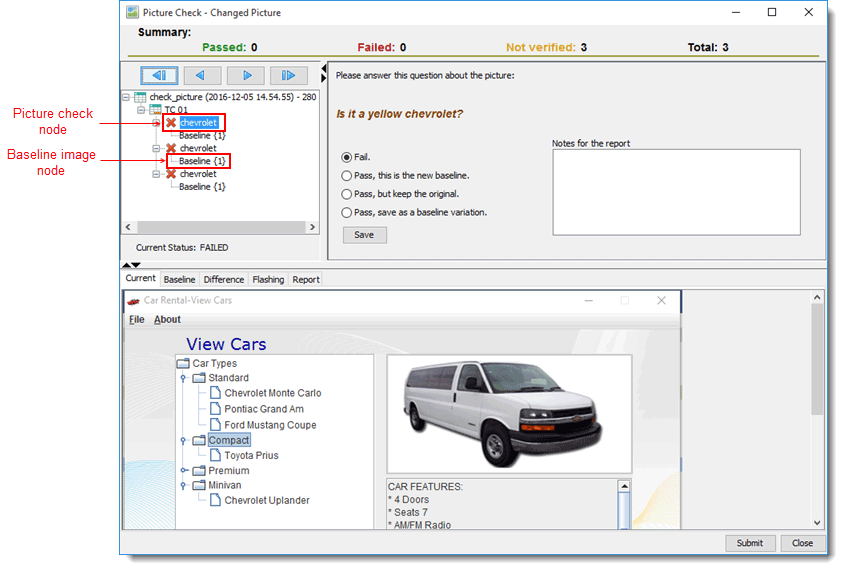 Picture Check - Changed Picture
Summary:
Passed: 0 Failed: 0 Not verified: 3 Total: 3
check_picture (2016-12-05 14.54.55) - 280
TC 01
Picture check
node
chevrolet
Baseline {1}
chevrolet
Baseline image
node
Baseline {1}
chevrolet
Baseline {1}
Current Status: FAILED
Please answer this question about the picture:
Is it a yellow chevrolet?
Fail.
Pass, this is the new baseline.
Pass, but keep the original.
Pass, save as a baseline variation.
Save
Notes for the report
Current Baseline Difference Flashing Report
Car Rental-View Cars
File About
View Cars
Car Types
Standard
Chevrolet Monte Carlo
Pontiac Grand Am
Ford Mustang Coupe
Compact
Toyota Prius
Premium
Minivan
Chevrolet Uplander
CAR FEATURES:
* 4 Doors
* Seats 7
* AM/FM Radio
Submit Close